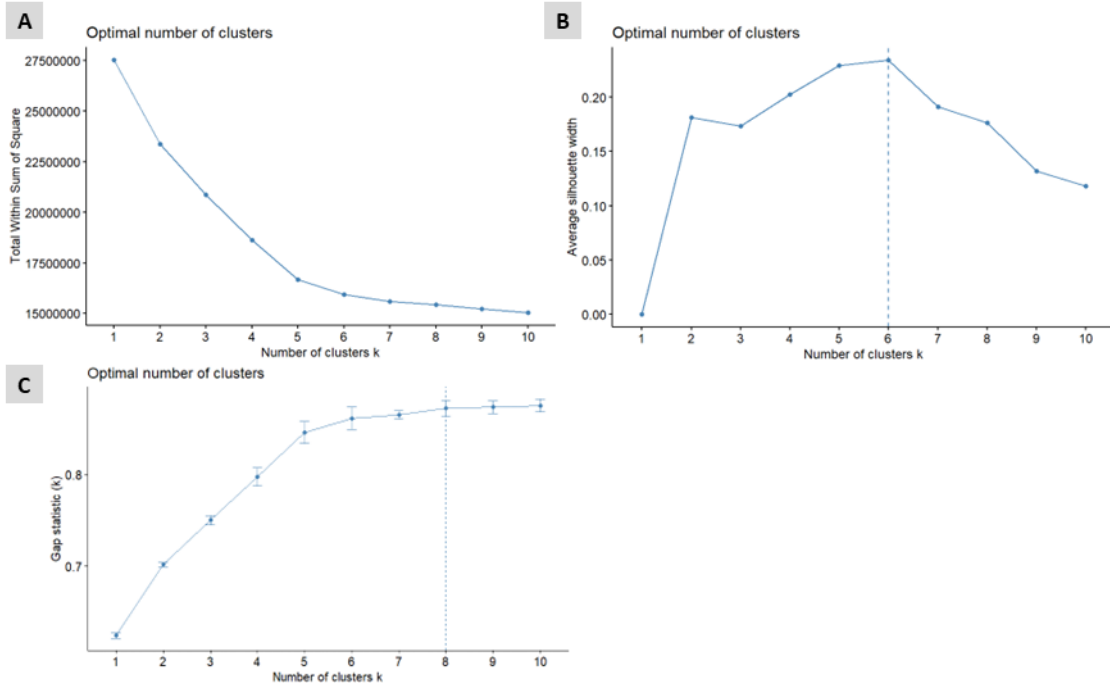 A
Optimal number of clusters
27500000
25000000
22500000
20000000
17500000
15000000
Total Within Sum of Square
1 2 3 4 5 6 7 8 9 10
Number of clusters k
B
Optimal number of clusters
0.20
0.15
0.10
0.05
0.00
Average silhouette width
1 2 3 4 5 6 7 8 9 10
Number of clusters k
C
Optimal number of clusters
0.8
0.7
Gap statistic (k)
1 2 3 4 5 6 7 8 9 10
Number of clusters k